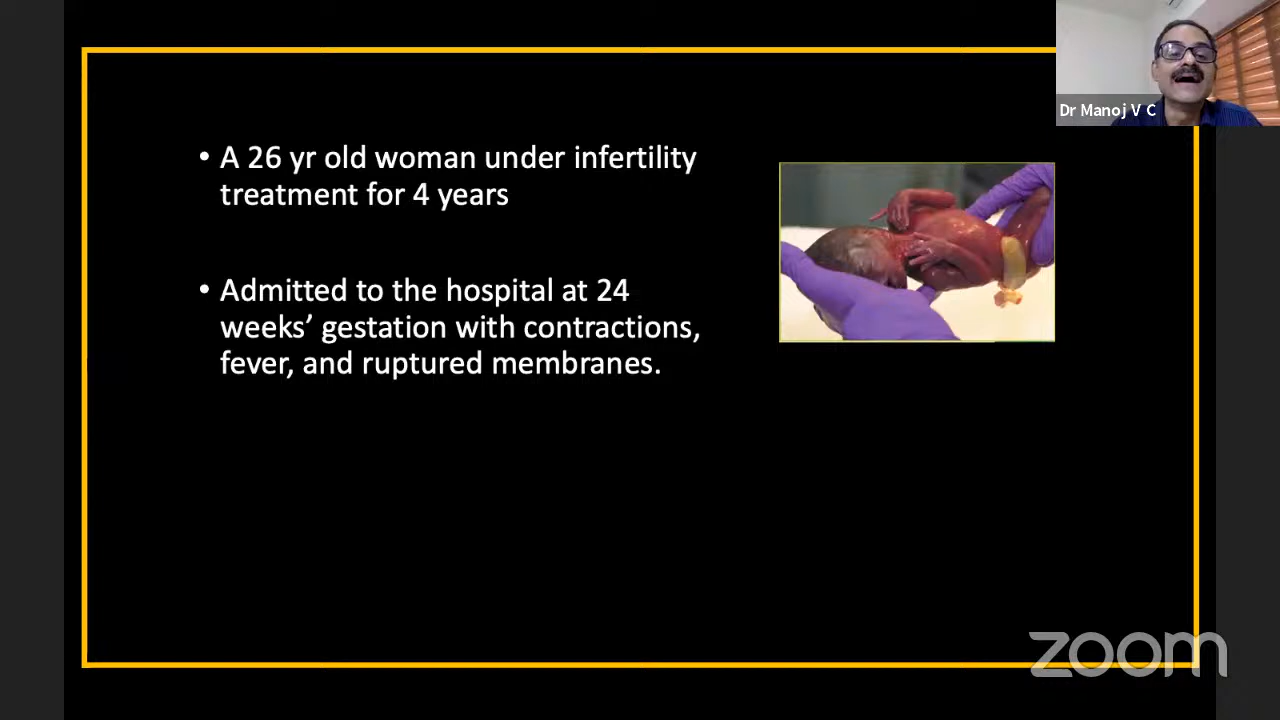 Dr Manoj V C
• A 26 yr old woman under infertility
treatment for 4 years
• Admitted to the hospital at 24
weeks’ gestation with contractions,
fever, and ruptured membranes.
zoom